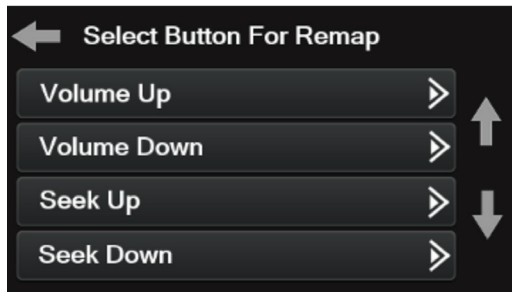 Select Button For Remap
Volume Up
Volume Down
Seek Up
Seek Down